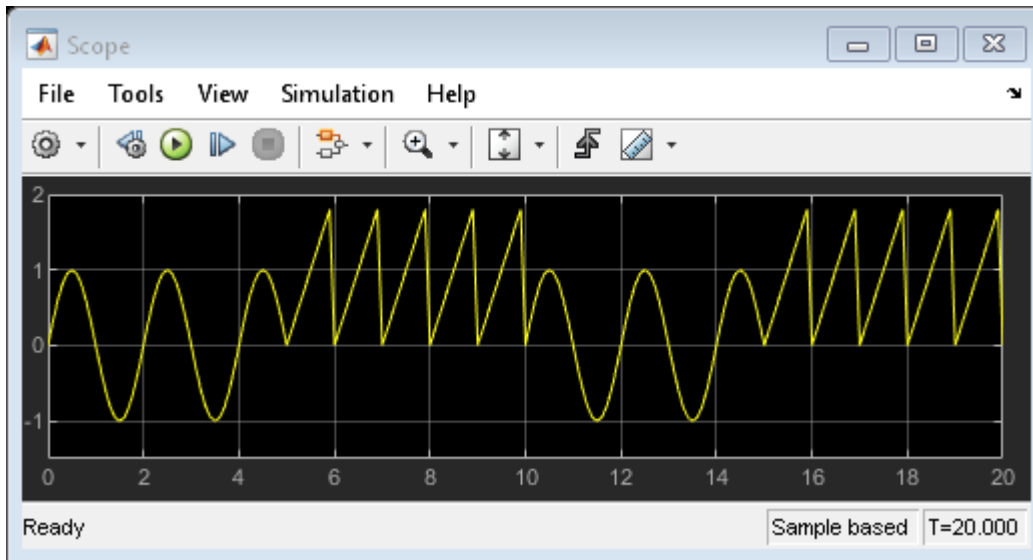 Scope
File Tools View Simulation Help
2
1
0
-1
0 2 4 6 8 10 12 14 16 18 20
Ready Sample based T=20.000